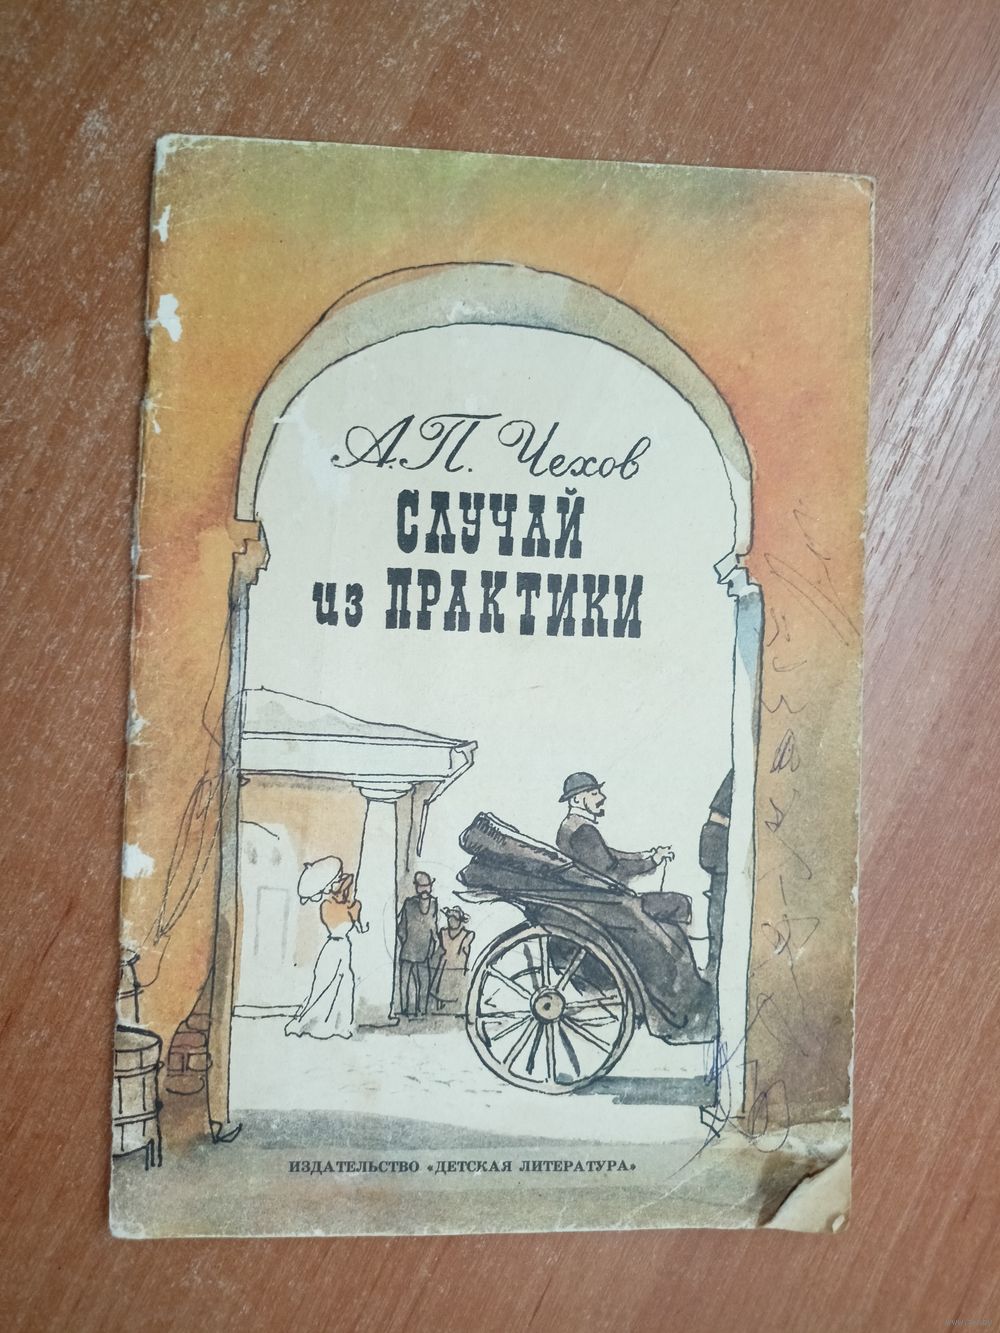 А.П. Чехов
СЛУЧАЙ
из ПРАКТИКИ
ИЗДАТЕЛЬСТВО «ДЕТСКАЯ ЛИТЕРАТУРА»